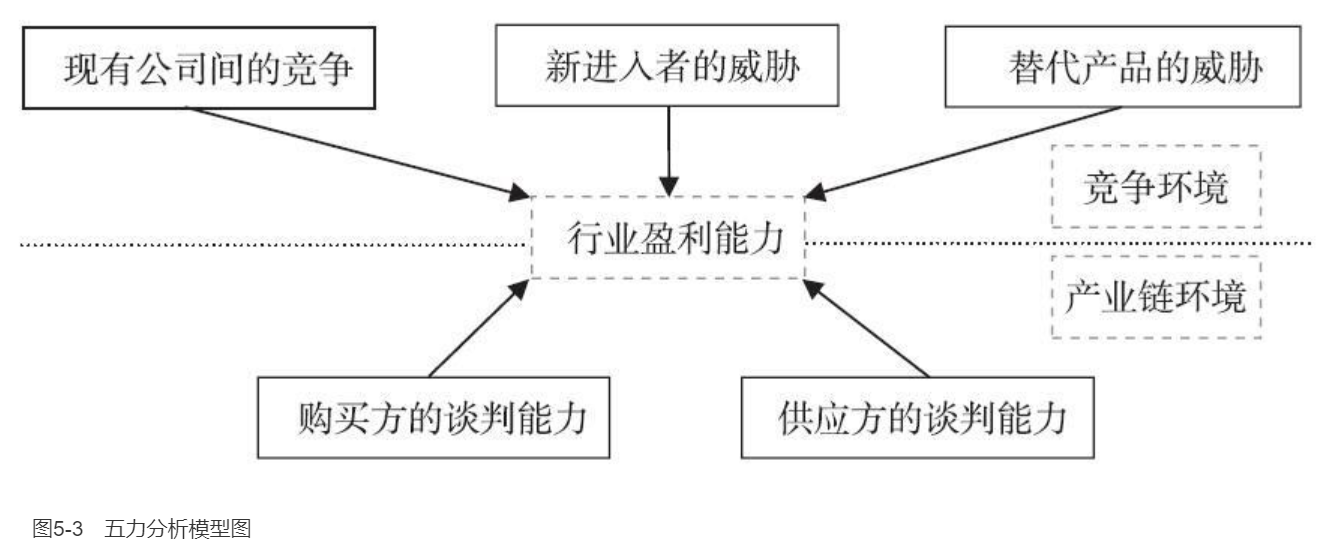 现有公司间的竞争
新进入者的威胁
替代产品的威胁
竞争环境
行业盈利能力
产业链环境
购买方的谈判能力
供应方的谈判能力
图5-3 五力分析模型图